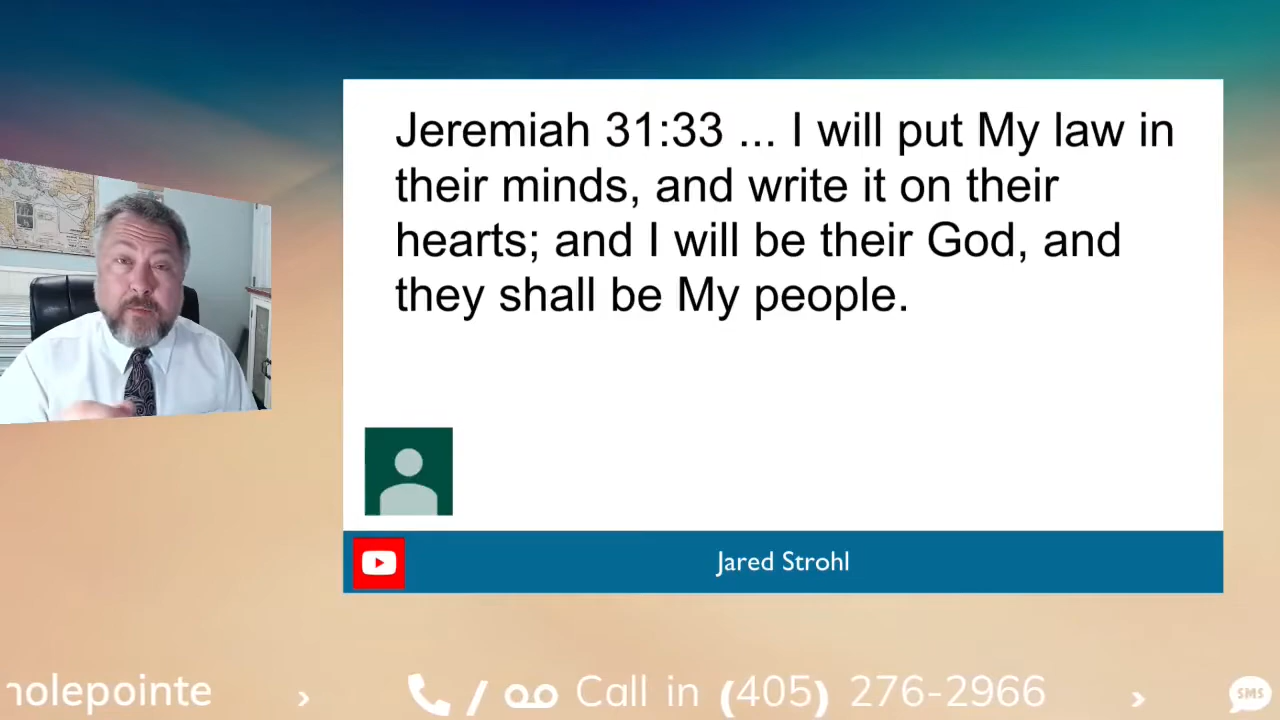 Jeremiah 31:33 ... I will put My law in
their minds, and write it on their
hearts; and I will be their God, and
they shall be My people.
Jared Strohl
holepointe › / Call in (405) 276-2966 › SMS